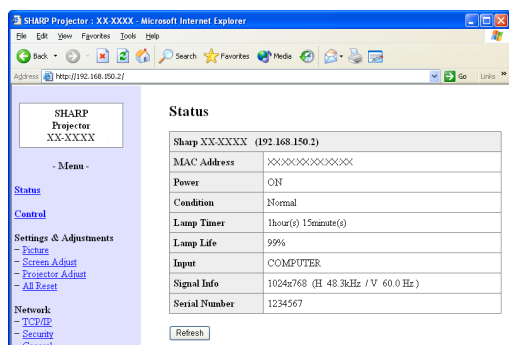 SHARP Projector : XX-XXXX - Microsoft Internet Explorer
File Edit View Favorites Tools Help
Back Search Favorites Media
Address http://192.168.150.2/ Go Links »
SHARP
Projector
XX-XXXX
- Menu -
Status
Control
Settings & Adjustments
– Picture
– Screen Adjust
– Projector Adjust
– All Reset
Network
– TCP/IP
– Security
Status
Sharp XX-XXXX (192.168.150.2)
MAC Address XXXXXXXXXXXX
Power ON
Condition Normal
Lamp Timer 1hour(s) 15minute(s)
Lamp Life 99%
Input COMPUTER
Signal Info 1024x768 (H 48.3kHz / V 60.0 Hz )
Serial Number 1234567
Refresh